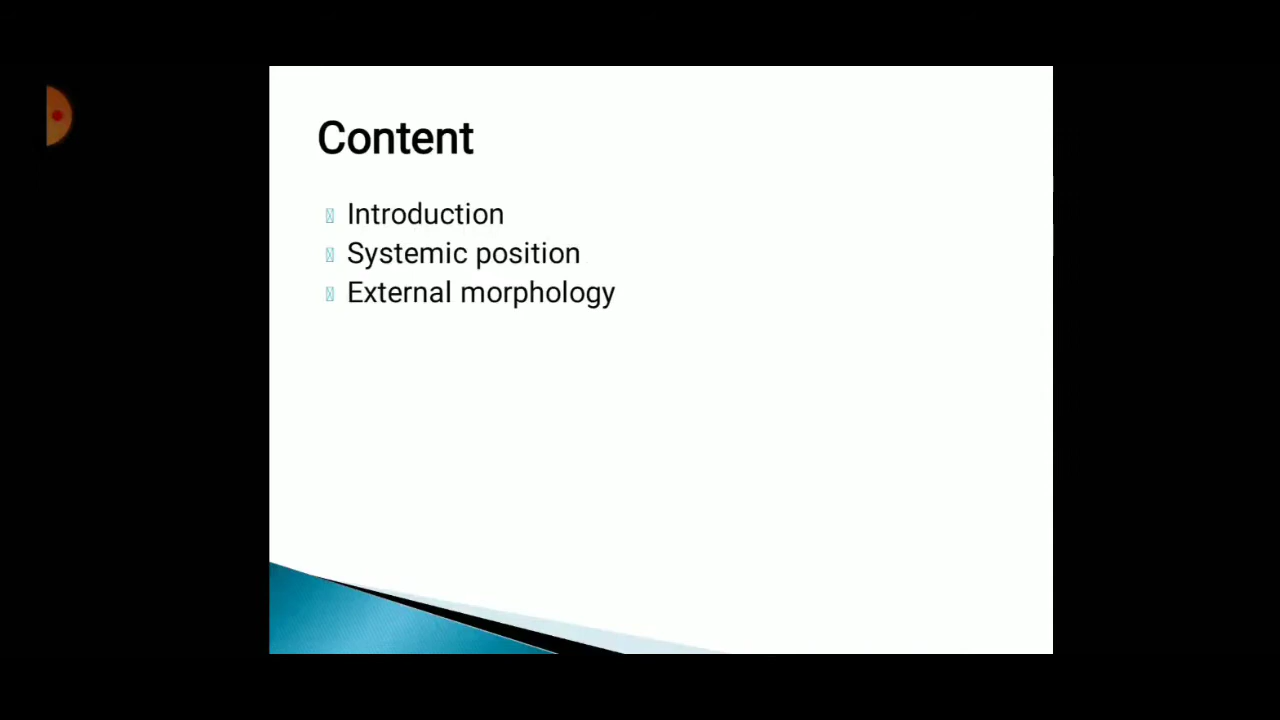 Content
Introduction
Systemic position
External morphology